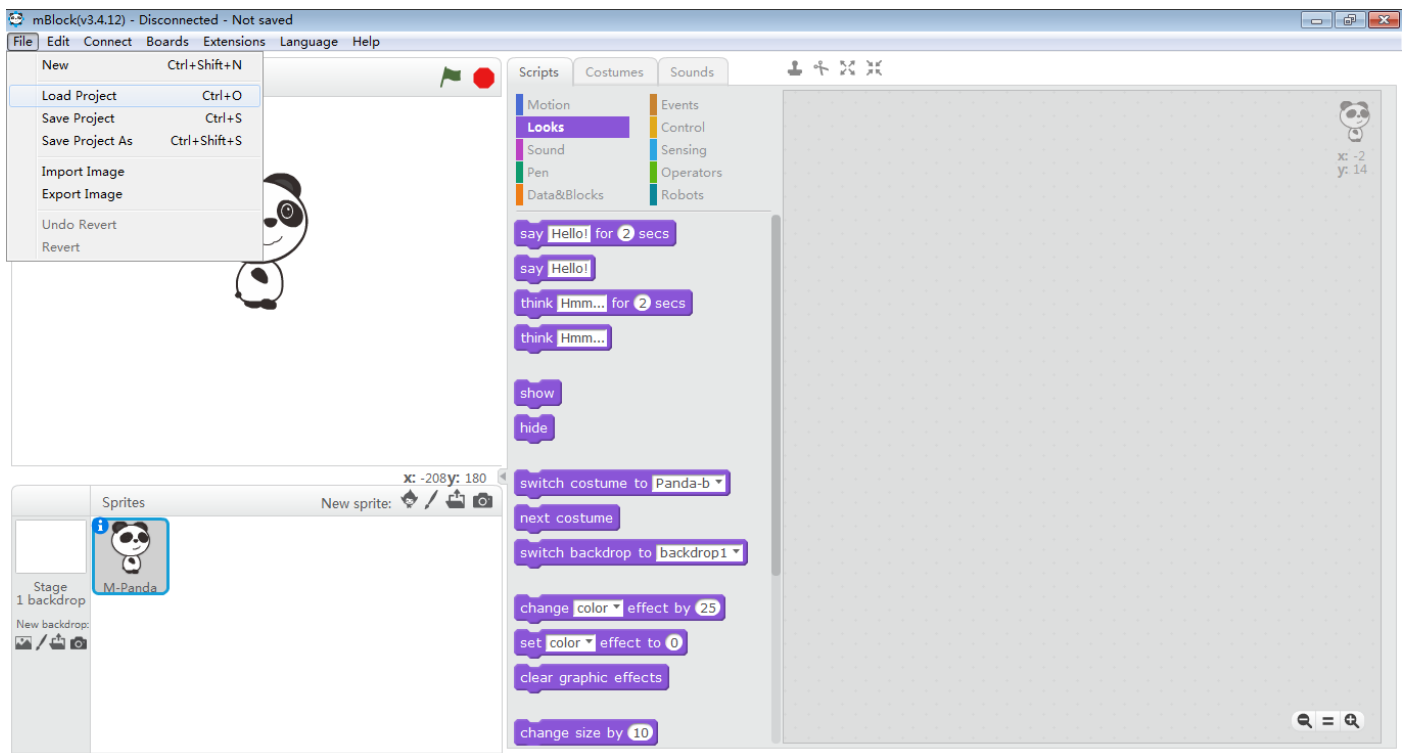 mBlock(v3.4.12) - Disconnected - Not saved
File Edit Connect Boards Extensions Language Help
New Ctrl+Shift+N
Load Project Ctrl+O
Save Project Ctrl+S
Save Project As Ctrl+Shift+S
Import Image
Export Image
Undo Revert
Revert
x: -208 y: 180
Sprites New sprite:
M-Panda
Stage
1 backdrop
New backdrop:
Scripts Costumes Sounds
Motion Events
Looks Control
Sound Sensing
Pen Operators
Data&Blocks Robots
say Hello! for 2 secs
say Hello!
think Hmm... for 2 secs
think Hmm...
show
hide
switch costume to Panda-b
next costume
switch backdrop to backdrop1
change color effect by 25
set color effect to 0
clear graphic effects
change size by 10
x: -2
y: 14